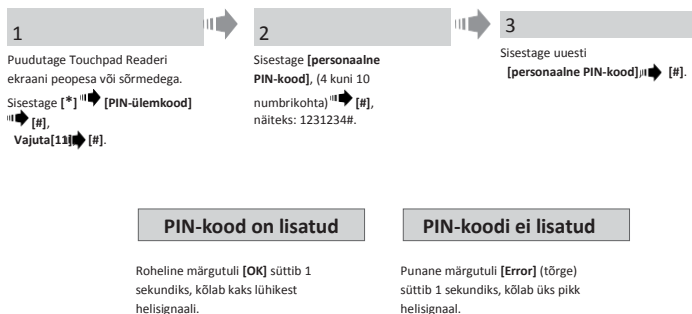 1
Puudutage Touchpad Readeri
ekraani peopesa või sõrmedega.
Sisestage [*] [PIN-ülemkood]
[#],
Vajuta[11] [#].
2
Sisestage [personaalne
PIN-kood], (4 kuni 10
numbrikohta) [#],
näiteks: 1231234#.
3
Sisestage uuesti
[personaalne PIN-kood] [#].
PIN-kood on lisatud
Roheline märgutuli [OK] süttib 1
sekundiks, kõlab kaks lühikest
helisignaali.
PIN-koodi ei lisatud
Punane märgutuli [Error] (tõrge)
süttib 1 sekundiks, kõlab üks pikk
helisignaal.